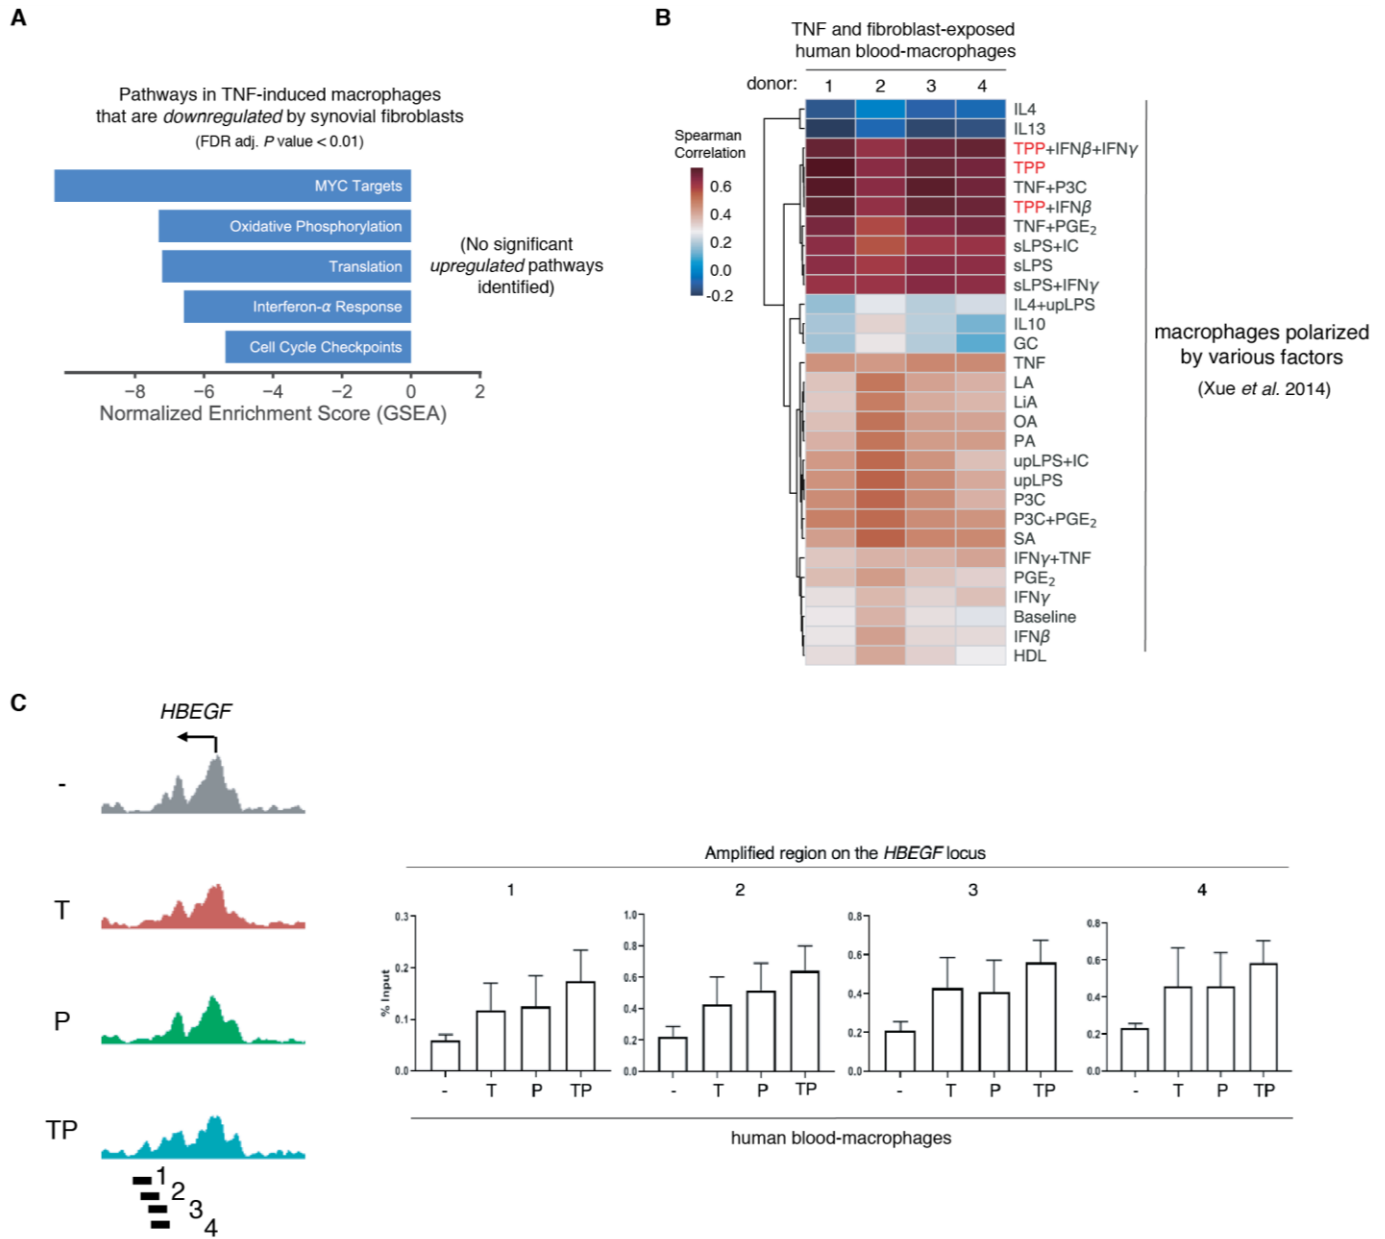 A
Pathways in TNF-induced macrophages
that are downregulated by synovial fibroblasts
(FDR adj. P value < 0.01)
MYC Targets
Oxidative Phosphorylation
Translation
Interferon-α Response
Cell Cycle Checkpoints
(No significant
upregulated pathways
identified)
−8 −6 −4 −2 0 2
Normalized Enrichment Score (GSEA)
B
TNF and fibroblast-exposed
human blood-macrophages
donor: 1 2 3 4
Spearman
Correlation
0.6
0.4
0.2
0.0
-0.2
IL4
IL13
TPP+IFNβ+IFNγ
TPP
TNF+P3C
TPP+IFNβ
TNF+PGE₂
sLPS+IC
sLPS
sLPS+IFNγ
IL4+upLPS
IL10
GC
TNF
LA
LiA
OA
PA
upLPS+IC
upLPS
P3C
P3C+PGE₂
SA
IFNγ+TNF
PGE₂
IFNγ
Baseline
IFNβ
HDL
macrophages polarized
by various factors
(Xue et al. 2014)
C
HBEGF
-
T
P
TP
1
2
3
4
Amplified region on the HBEGF locus
1 2 3 4
% Input
0.3
0.2
0.1
0.0
- T P TP
1.0
0.8
0.6
0.4
0.2
0.0
- T P TP
0.8
0.6
0.4
0.2
0.0
- T P TP
0.8
0.6
0.4
0.2
0.0
- T P TP
human blood-macrophages